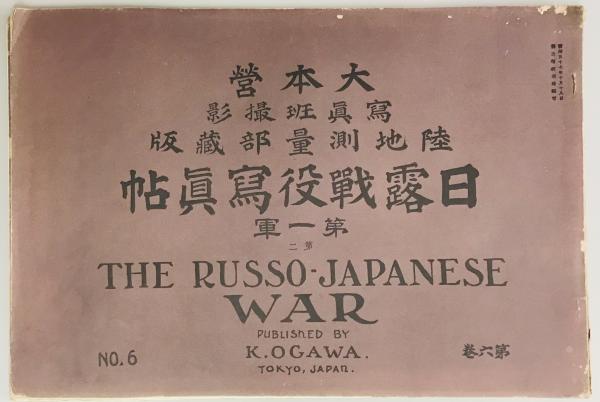 大本營
寫眞班撮影
陸地測量部藏版
日露戰役寫眞帖
第一軍
第二
THE RUSSO-JAPANESE
WAR
PUBLISHED BY
K. OGAWA.
TOKYO, JAPAN.
NO. 6
第六巻